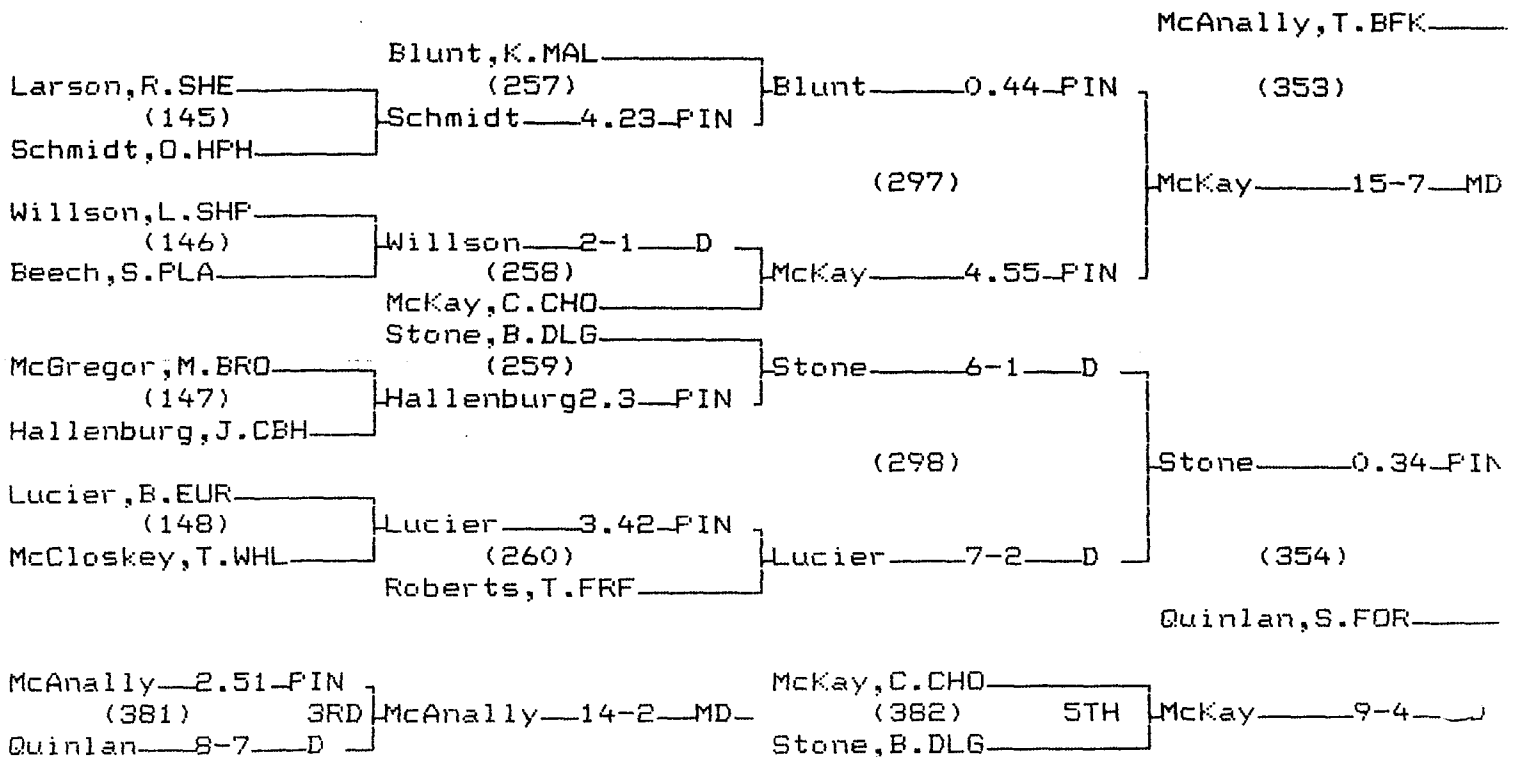 McAnally,T.BFK
Blunt,K.MAL
Larson,R.SHE (257) Blunt 0.44 PIN (353)
(145) Schmidt 4.23 PIN
Schmidt,O.HPH
(297) McKay 15-7 MD
Willson,L.SHP
(146) Willson 2-1 D
Beech,S.PLA (258) McKay 4.55 PIN
McKay,C.CHO
Stone,B.DLG
McGregor,M.BRO (259) Stone 6-1 D
(147) Hallenburg2.3 PIN
Hallenburg,J.CBH
(298) Stone 0.34 PIN
Lucier,B.EUR
(148) Lucier 3.42 PIN
McCloskey,T.WHL (260) Lucier 7-2 D (354)
Roberts,T.FRF
Quinlan,S.FOR
McAnally 2.51 PIN McKay,C.CHO
(381) 3RD McAnally 14-2 MD (382) 5TH McKay 9-4
Quinlan 8-7 D Stone,B.DLG